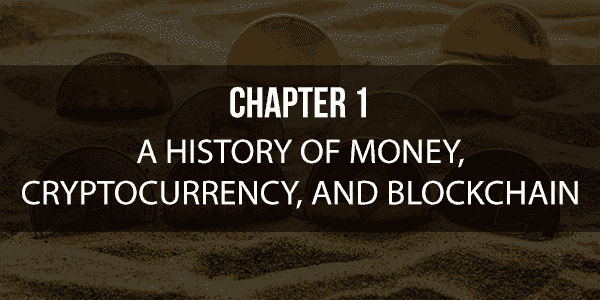 CHAPTER 1
A HISTORY OF MONEY,
CRYPTOCURRENCY, AND BLOCKCHAIN